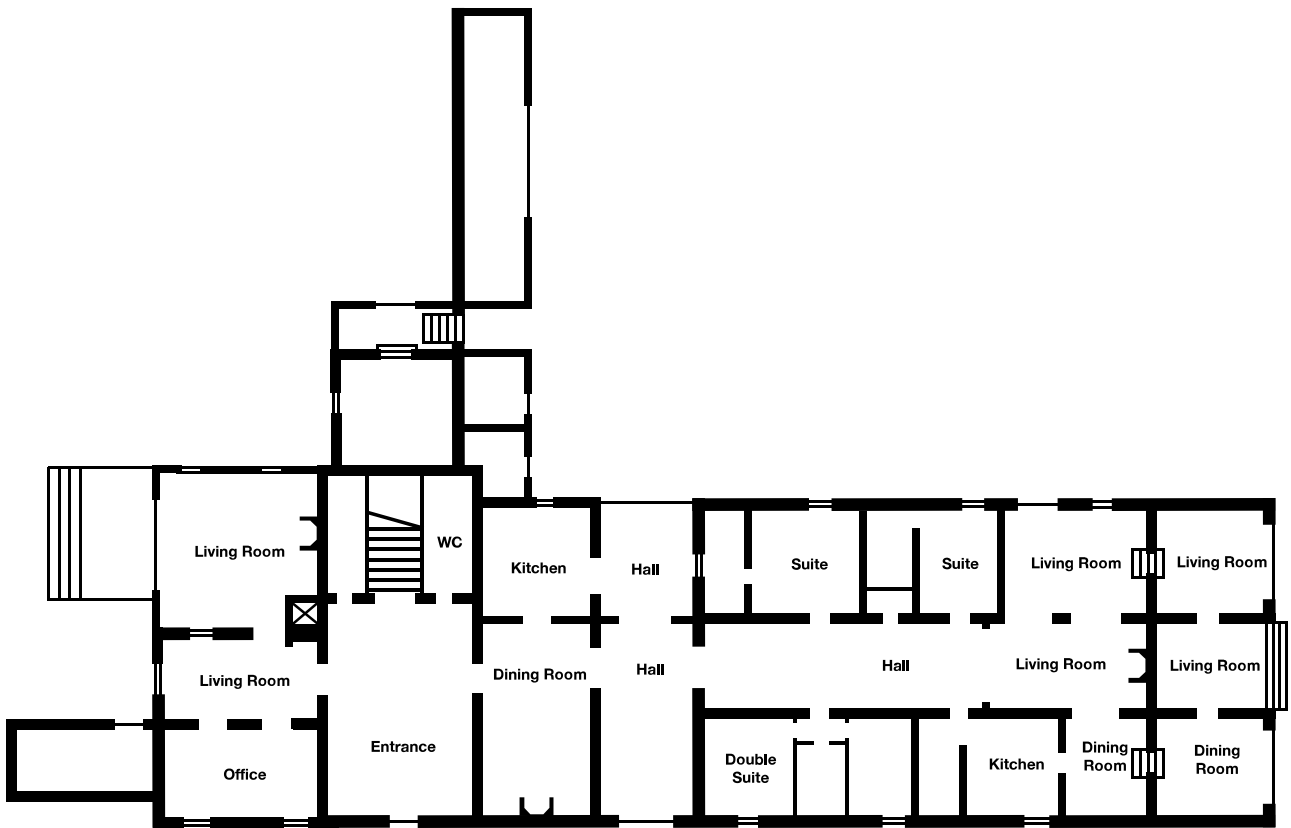 WC
Living Room
Kitchen
Hall
Suite
Suite
Living Room
Living Room
Living Room
Dining Room
Hall
Hall
Living Room
Living Room
Entrance
Office
Double
Suite
Kitchen
Dining
Room
Dining
Room